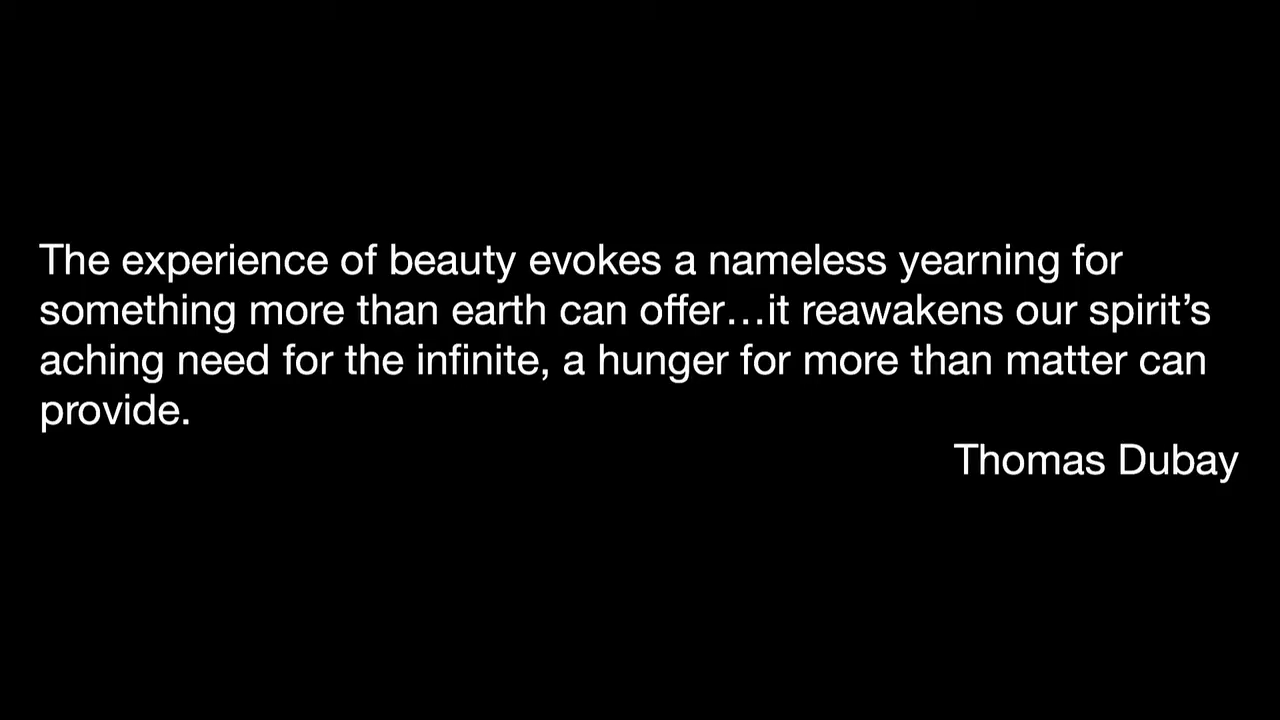 The experience of beauty evokes a nameless yearning for
something more than earth can offer…it reawakens our spirit’s
aching need for the infinite, a hunger for more than matter can
provide.
Thomas Dubay